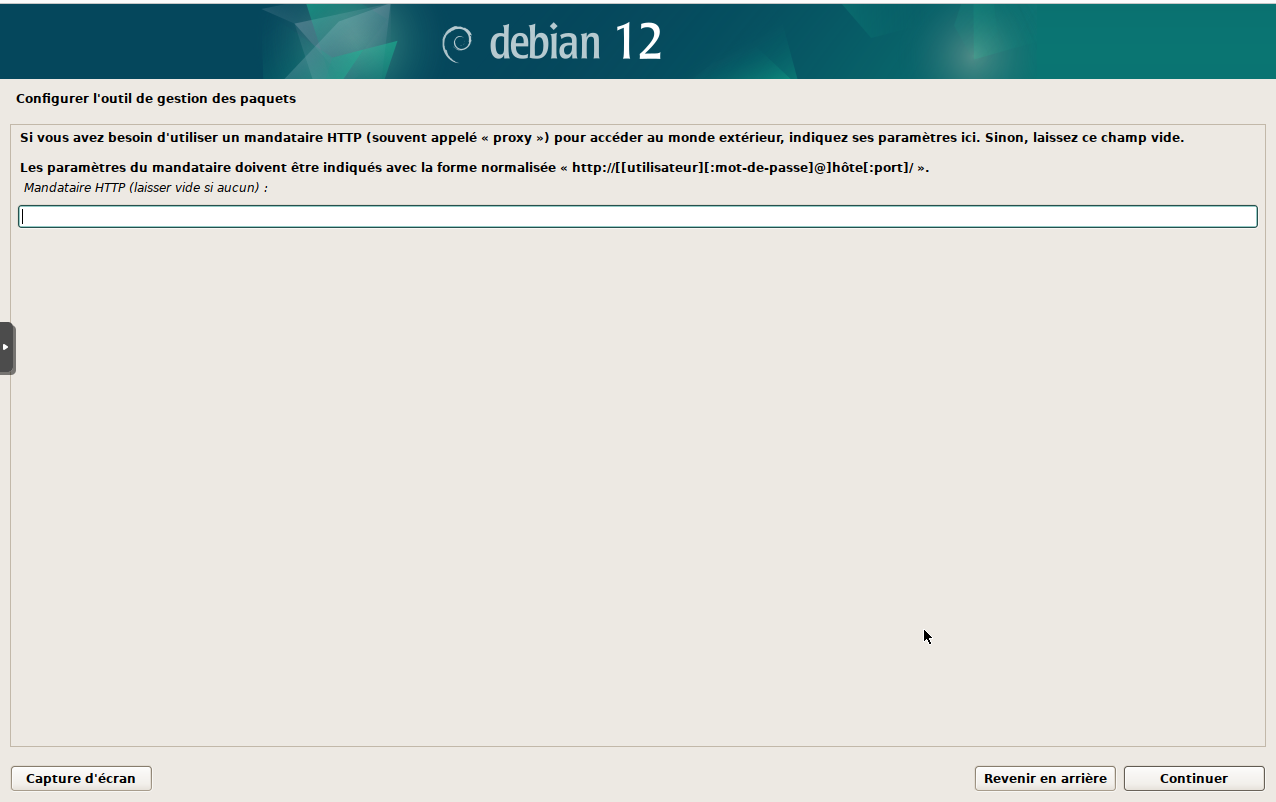 debian 12
Configurer l'outil de gestion des paquets
Si vous avez besoin d'utiliser un mandataire HTTP (souvent appelé « proxy ») pour accéder au monde extérieur, indiquez ses paramètres ici. Sinon, laissez ce champ vide.
Les paramètres du mandataire doivent être indiqués avec la forme normalisée « http://[[utilisateur][:mot-de-passe]@]hôte[:port]/ ».
Mandataire HTTP (laisser vide si aucun) :
Capture d'écran
Revenir en arrière
Continuer